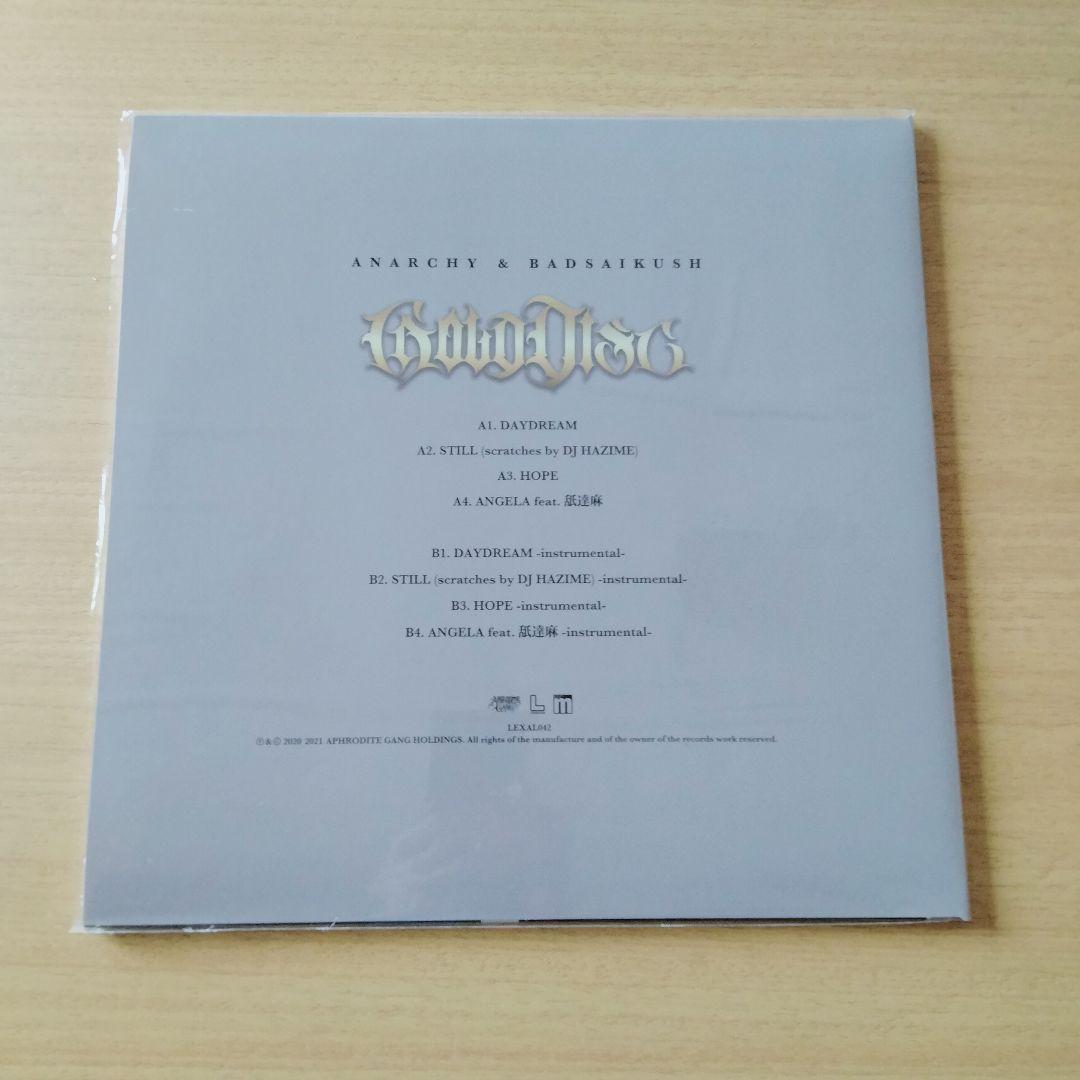 ANARCHY & BADSAIKUSH
GOLD DISC
A1. DAYDREAM
A2. STILL (scratches by DJ HAZIME)
A3. HOPE
A4. ANGELA feat. 舐達麻
B1. DAYDREAM -instrumental-
B2. STILL (scratches by DJ HAZIME) -instrumental-
B3. HOPE -instrumental-
B4. ANGELA feat. 舐達麻 -instrumental-
L m
LEXAL042
Ⓟ&Ⓒ 2020 2021 APHRODITE GANG HOLDINGS. All rights of the manufacture and of the owner of the records work reserved.